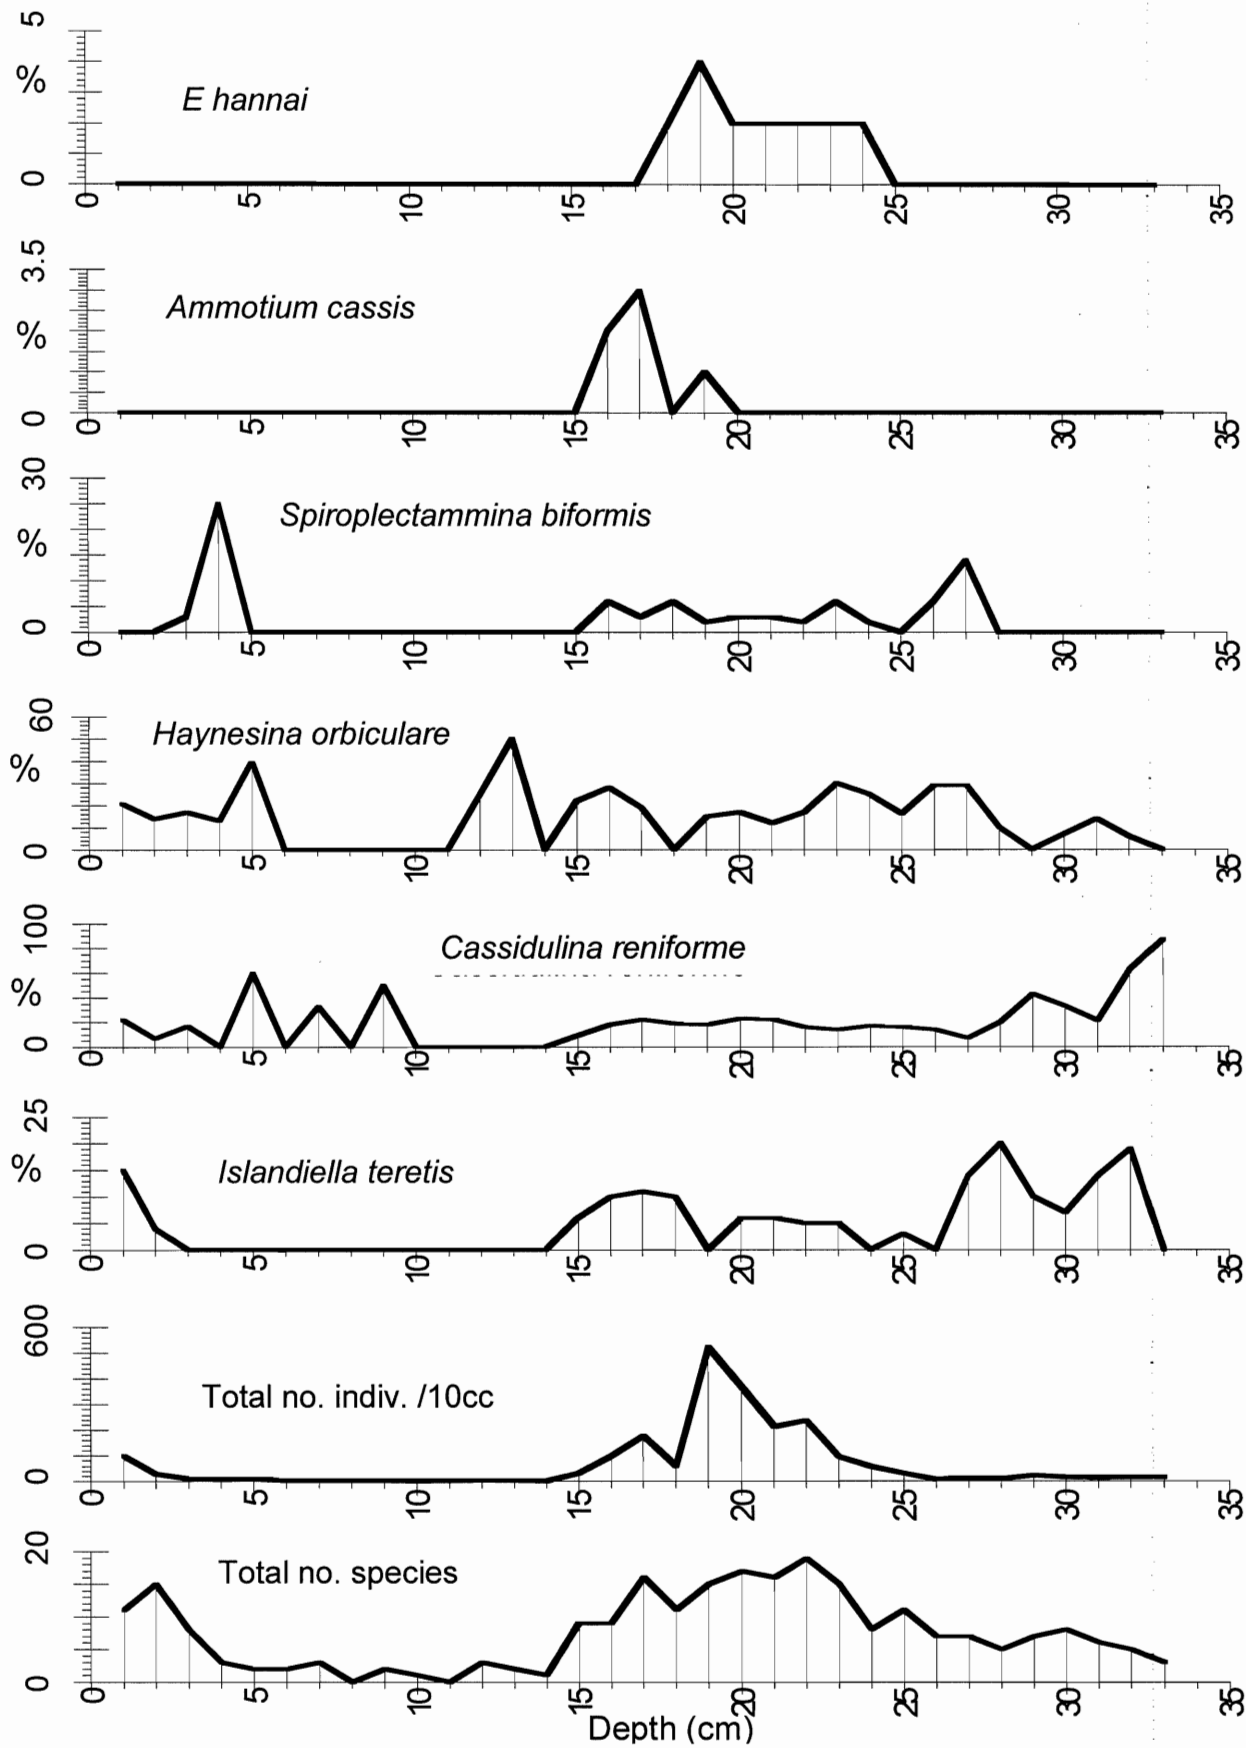 5
%
E hannai
0
0 5 10 15 20 25 30 35
3.5
%
Ammotium cassis
0
0 5 10 15 20 25 30 35
30
%
Spiroplectammina biformis
0
0 5 10 15 20 25 30 35
60
%
Haynesina orbiculare
0
0 5 10 15 20 25 30 35
100
%
Cassidulina reniforme
0
0 5 10 15 20 25 30 35
25
%
Islandiella teretis
0
0 5 10 15 20 25 30 35
600
Total no. indiv. /10cc
0
0 5 10 15 20 25 30 35
20
Total no. species
0
0 5 10 15 20 25 30 35
Depth (cm)